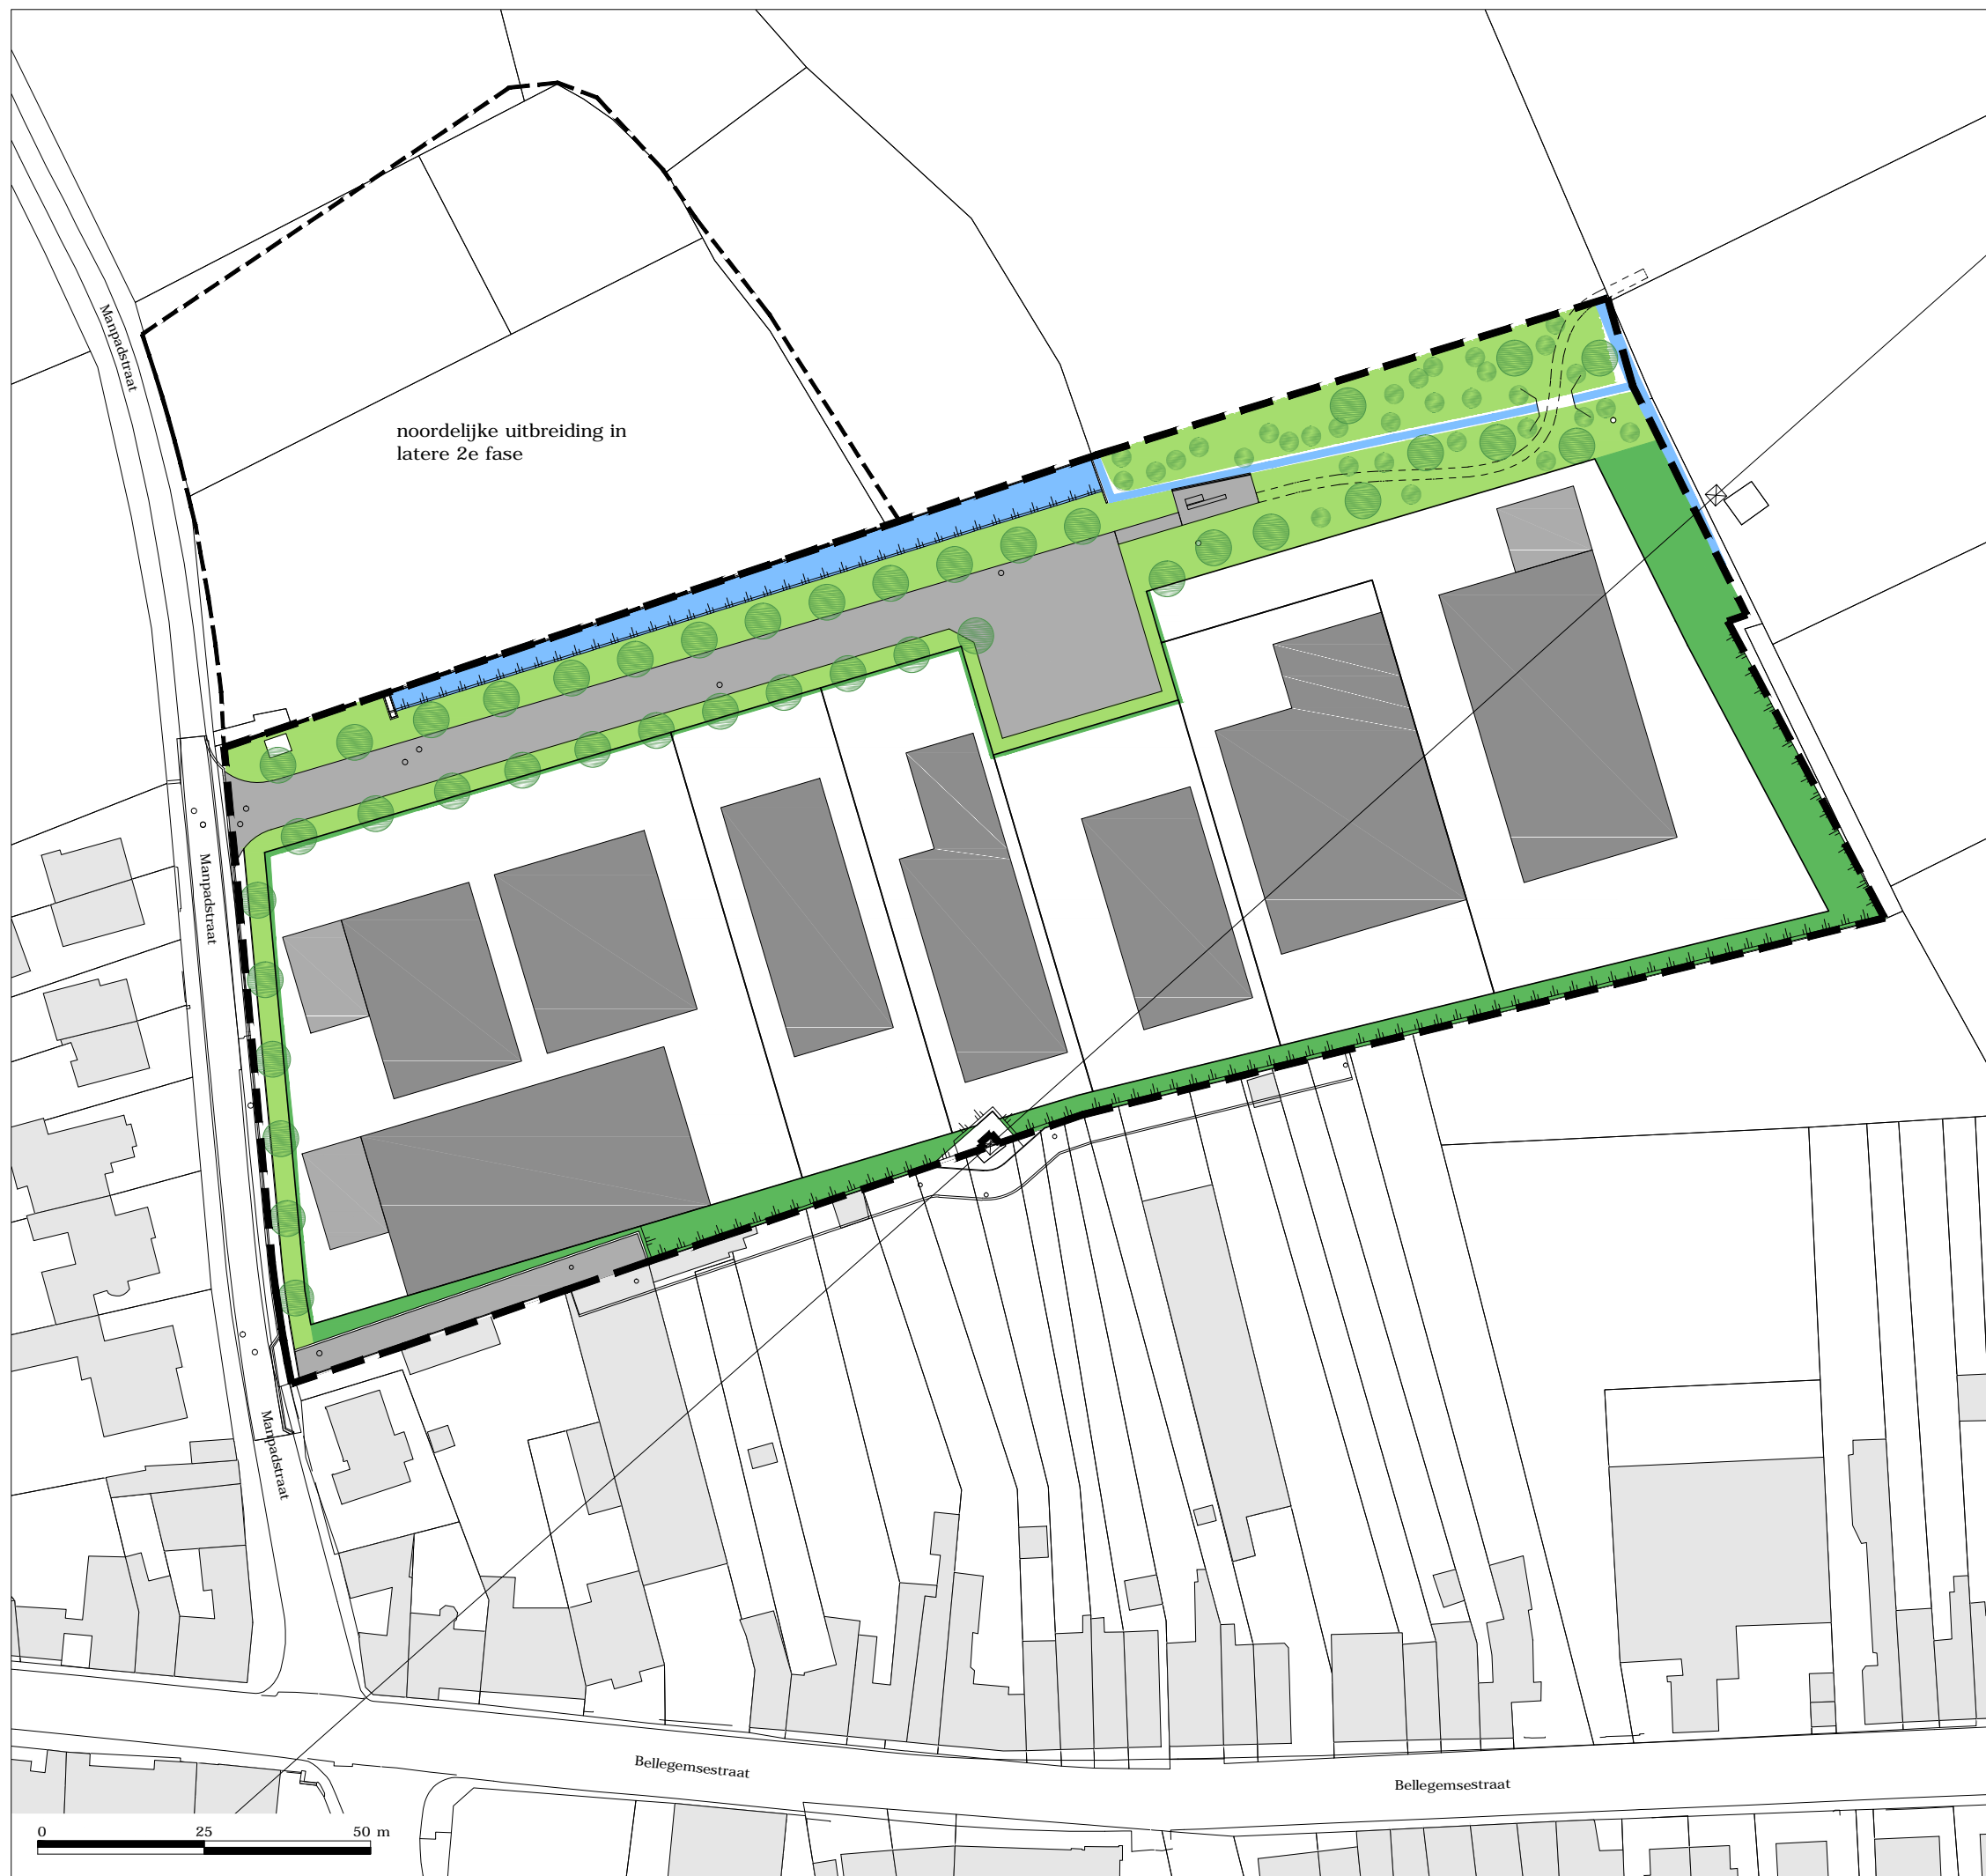 Manpadstraat
noordelijke uitbreiding in
latere 2e fase
Manpadstraat
Manpadstraat
Bellegemsestraat
Bellegemsestraat
0 25 50 m